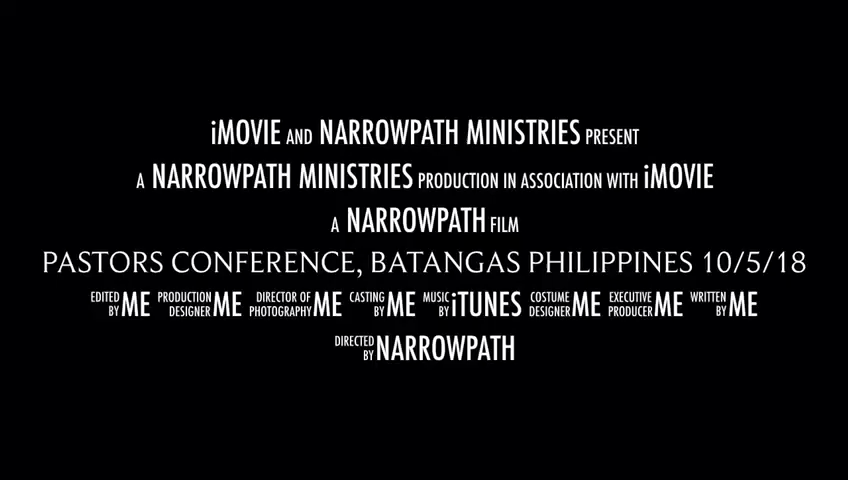 iMOVIE AND NARROWPATH MINISTRIES PRESENT
A NARROWPATH MINISTRIES PRODUCTION IN ASSOCIATION WITH iMOVIE
A NARROWPATH FILM
PASTORS CONFERENCE, BATANGAS PHILIPPINES 10/5/18
EDITED BY ME PRODUCTION DESIGNER ME DIRECTOR OF PHOTOGRAPHY ME CASTING BY ME MUSIC BY iTUNES COSTUME DESIGNER ME EXECUTIVE PRODUCER ME WRITTEN BY ME
DIRECTED BY NARROWPATH